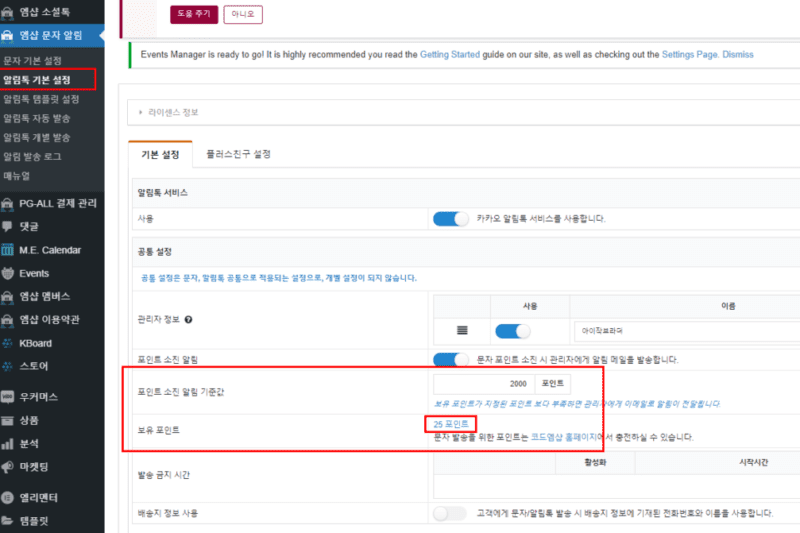 엠샵 소셜톡
엠샵 문자 알림
문자 기본 설정
알림톡 기본 설정
알림톡 템플릿 설정
알림톡 자동 발송
알림톡 개별 발송
알림 발송 로그
매뉴얼
PG-ALL 결제 관리
댓글
M.E. Calendar
Events
엠샵 멤버스
엠샵 이용약관
KBoard
스토어
우커머스
상품
분석
마케팅
엘리멘터
템플릿
도움 주기 아니오
Events Manager is ready to go! It is highly recommended you read the Getting Started guide on our site, as well as checking out the Settings Page. Dismiss
라이센스 정보
기본 설정 플러스친구 설정
알림톡 서비스
사용 카카오 알림톡 서비스를 사용합니다.
공통 설정
공통 설정은 문자, 알림톡 공통으로 적용되는 설정으로, 개별 설정이 되지 않습니다.
사용 이름
관리자 정보
포인트 소진 알림 문자 포인트 소진 시 관리자에게 알림 메일을 발송합니다.
포인트 소진 알림 기준값 2000 포인트
보유 포인트가 지정된 포인트 보다 부족하면 관리자에게 이메일로 알림이 전달됩니다.
보유 포인트 25 포인트
문자 발송을 위한 포인트는 코드엠샵 홈페이지에서 충전하실 수 있습니다.
발송 금지 시간 활성화 시작시간
배송지 정보 사용 고객에게 문자/알림톡 발송 시 배송지 정보에 기재된 전화번호와 이름을 사용합니다.